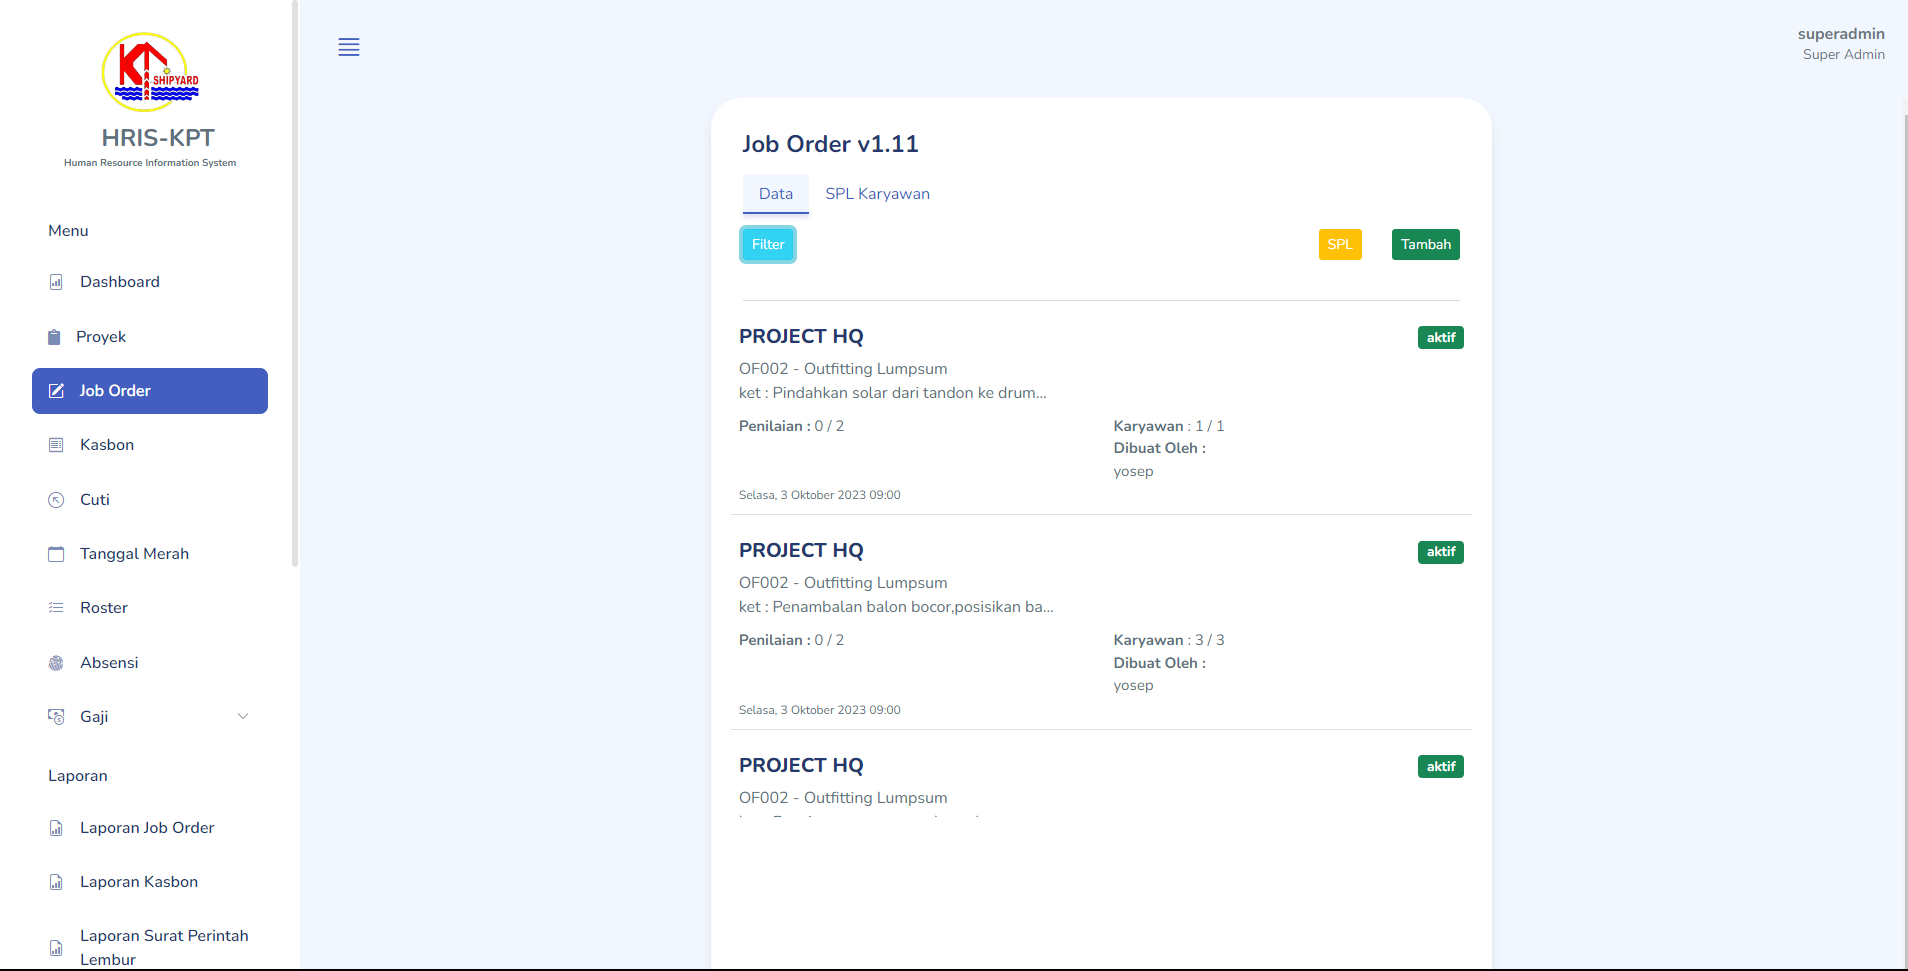 KT
SHIPYARD
HRIS-KPT
Human Resource Information System
Menu
Dashboard
Proyek
Job Order
Kasbon
Cuti
Tanggal Merah
Roster
Absensi
Gaji
Laporan
Laporan Job Order
Laporan Kasbon
Laporan Surat Perintah
Lembur
superadmin
Super Admin
Job Order v1.11
Data SPL Karyawan
Filter SPL Tambah
PROJECT HQ aktif
OF002 - Outfitting Lumpsum
ket : Pindahkan solar dari tandon ke drum...
Penilaian : 0 / 2 Karyawan : 1 / 1
Dibuat Oleh :
yosep
Selasa, 3 Oktober 2023 09:00
PROJECT HQ aktif
OF002 - Outfitting Lumpsum
ket : Penambalan balon bocor,posisikan ba...
Penilaian : 0 / 2 Karyawan : 3 / 3
Dibuat Oleh :
yosep
Selasa, 3 Oktober 2023 09:00
PROJECT HQ aktif
OF002 - Outfitting Lumpsum